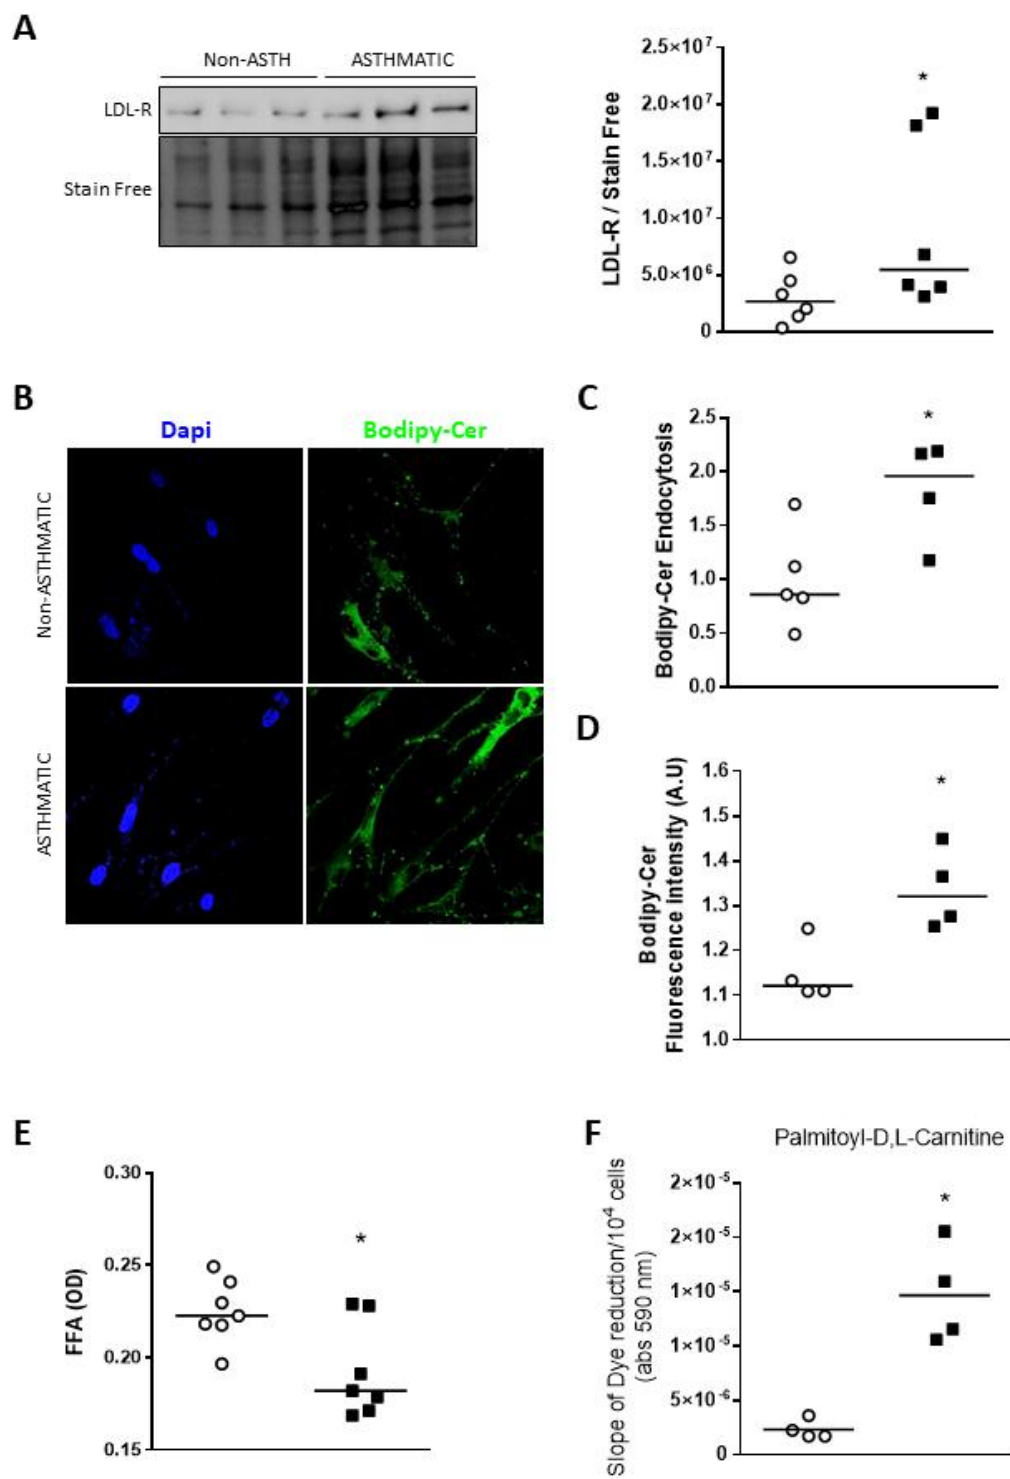 A
Non-ASTH ASTHMATIC
LDL-R
Stain Free
LDL-R / Stain Free
2.5×10⁷
2.0×10⁷
1.5×10⁷
1.0×10⁷
5.0×10⁶
0
*
B
Dapi Bodipy-Cer
Non-ASTHMATIC
ASTHMATIC
C
Bodipy-Cer Endocytosis
2.5
2.0
1.5
1.0
0.5
0.0
*
D
Bodipy-Cer
Fluorescence intensity (A.U)
1.6
1.5
1.4
1.3
1.2
1.1
1.0
*
E
FFA (OD)
0.30
0.25
0.20
0.15
*
F
Palmitoyl-D,L-Carnitine
Slope of Dye reduction/10⁴ cells
(abs 590 nm)
2×10⁻⁵
2×10⁻⁵
1×10⁻⁵
1×10⁻⁵
5×10⁻⁶
0
*